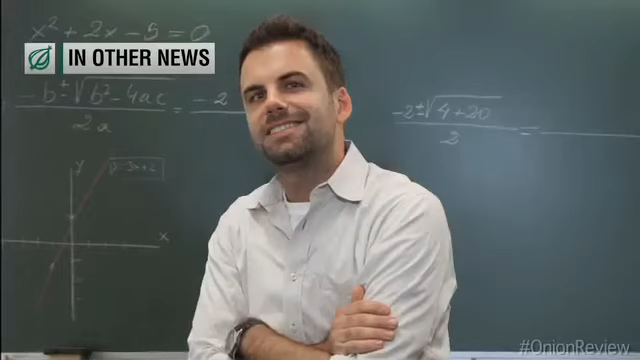 x² + 2x - 5 = 0
IN OTHER NEWS
-b±√b²-4ac = -2
2a
-2±√4+20 =
2
y
x
#OnionReview